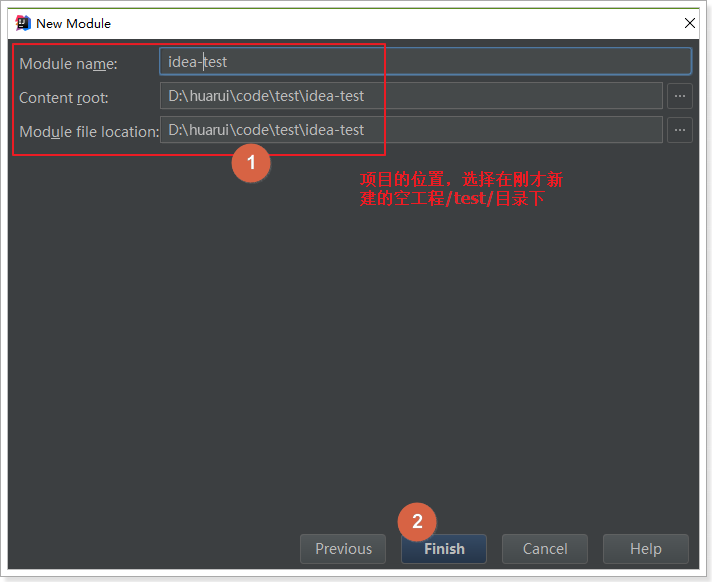 New Module
Module name: idea-test
Content root: D:\huarui\code\test\idea-test ...
Module file location: D:\huarui\code\test\idea-test ...
1
项目的位置，选择在刚才新
建的空工程/test/目录下
2
Previous Finish Cancel Help